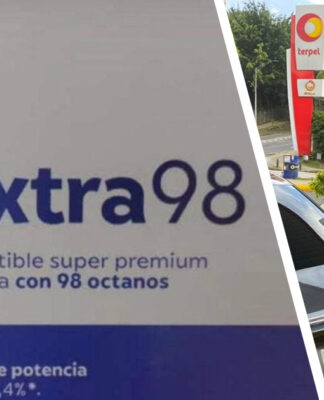 xtra98
tible super premium
a con 98 octanos
e potencia
,4%*.
terpel